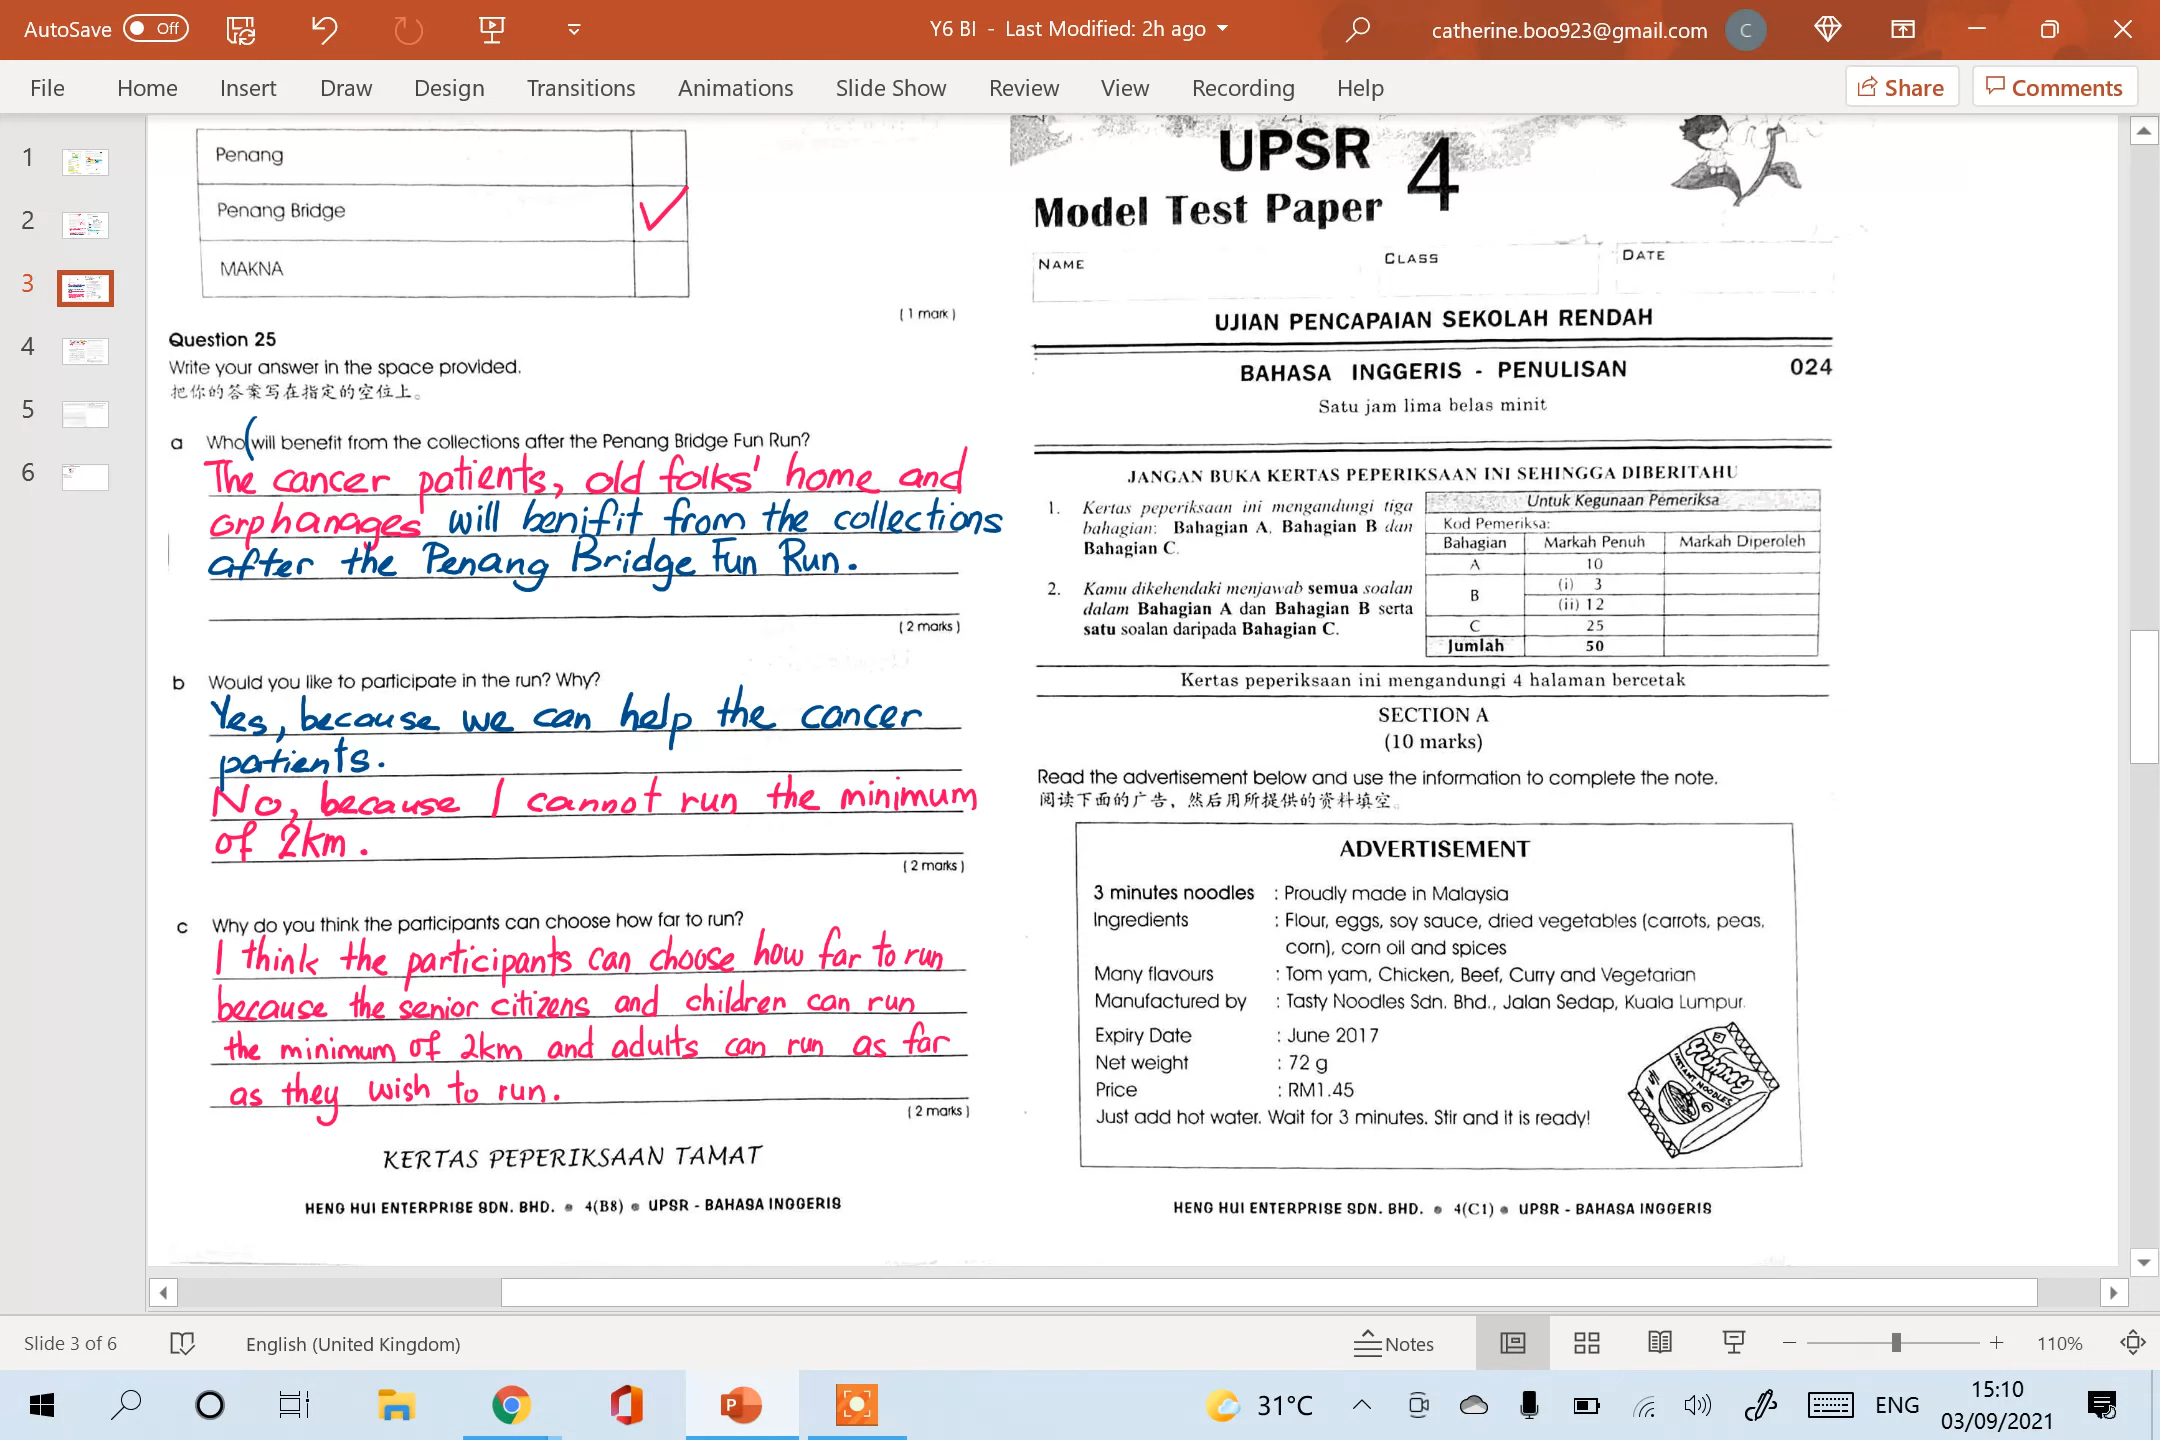 AutoSave Off
Y6 BI - Last Modified: 2h ago
catherine.boo923@gmail.com C
File Home Insert Draw Design Transitions Animations Slide Show Review View Recording Help Share Comments
1
2
3
4
5
6
Penang
Penang Bridge
MAKNA
( 1 mark )
Question 25
Write your answer in the space provided.
把你的答案写在指定的空位上。
a Who will benefit from the collections after the Penang Bridge Fun Run?
The cancer patients, old folks' home and
orphanages will benifit from the collections
after the Penang Bridge Fun Run.
( 2 marks )
b Would you like to participate in the run? Why?
Yes, because we can help the cancer
patients.
No, because I cannot run the minimum
of 2km.
( 2 marks )
c Why do you think the participants can choose how far to run?
I think the participants can choose how far to run
because the senior citizens and children can run
the minimum of 2km and adults can run as far
as they wish to run.
( 2 marks )
KERTAS PEPERIKSAAN TAMAT
HENG HUI ENTERPRISE SDN. BHD. ● 4(B8) ● UPSR - BAHASA INGGERIS
UPSR
Model Test Paper 4
NAME CLASS DATE
UJIAN PENCAPAIAN SEKOLAH RENDAH
BAHASA INGGERIS - PENULISAN 024
Satu jam lima belas minit
JANGAN BUKA KERTAS PEPERIKSAAN INI SEHINGGA DIBERITAHU
1. Kertas peperiksaan ini mengandungi tiga
bahagian: Bahagian A, Bahagian B dan
Bahagian C.
2. Kamu dikehendaki menjawab semua soalan
dalam Bahagian A dan Bahagian B serta
satu soalan daripada Bahagian C.
Untuk Kegunaan Pemeriksa
Kod Pemeriksa:
Bahagian Markah Penuh Markah Diperoleh
A 10
B (i) 3
(ii) 12
C 25
Jumlah 50
Kertas peperiksaan ini mengandungi 4 halaman bercetak
SECTION A
(10 marks)
Read the advertisement below and use the information to complete the note.
阅读下面的广告，然后用所提供的资料填空。
ADVERTISEMENT
3 minutes noodles : Proudly made in Malaysia
Ingredients : Flour, eggs, soy sauce, dried vegetables (carrots, peas,
corn), corn oil and spices
Many flavours : Tom yam, Chicken, Beef, Curry and Vegetarian
Manufactured by : Tasty Noodles Sdn. Bhd., Jalan Sedap, Kuala Lumpur.
Expiry Date : June 2017
Net weight : 72 g
Price : RM1.45
Just add hot water. Wait for 3 minutes. Stir and it is ready!
YUMMY
INSTANT NOODLES
HENG HUI ENTERPRISE SDN. BHD. ● 4(C1) ● UPSR - BAHASA INGGERIS
Slide 3 of 6 English (United Kingdom) Notes 110%
31°C ENG 15:10
03/09/2021